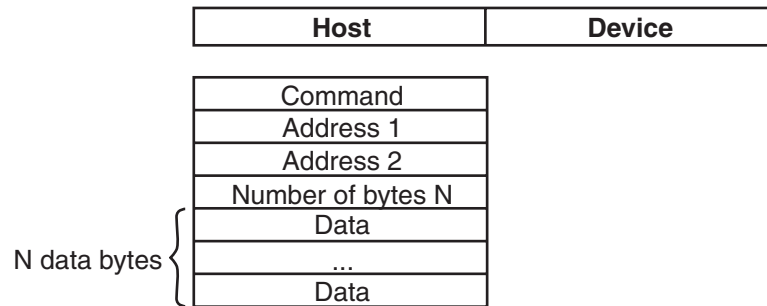 Host Device
Command
Address 1
Address 2
Number of bytes N
Data
N data bytes ...
Data